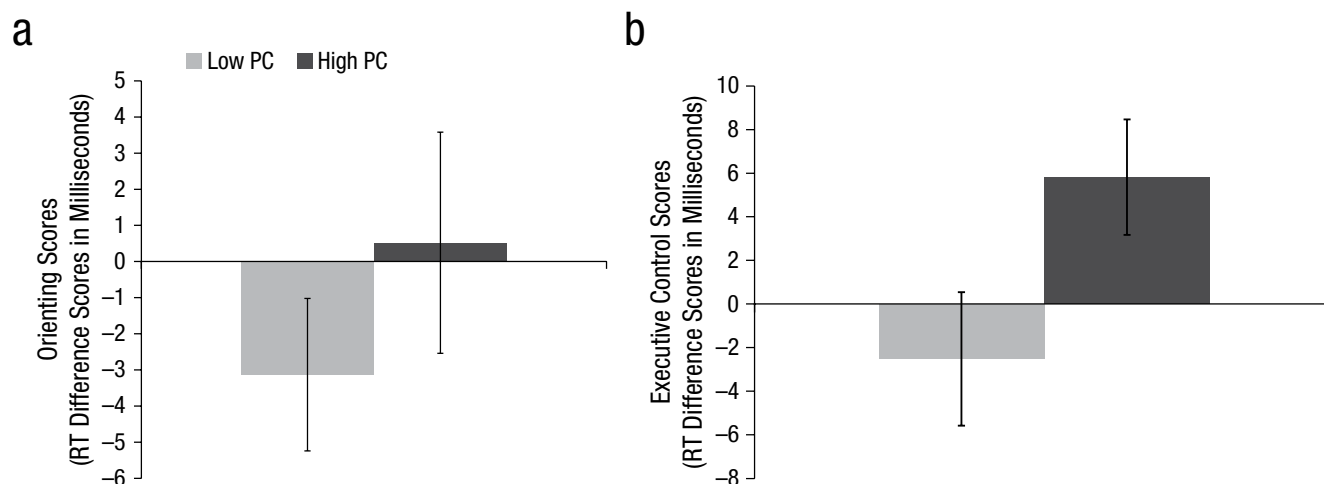 a
Low PC
High PC
Orienting Scores
(RT Difference Scores in Milliseconds)
5
4
3
2
1
0
–1
–2
–3
–4
–5
–6
b
Executive Control Scores
(RT Difference Scores in Milliseconds)
10
8
6
4
2
0
–2
–4
–6
–8